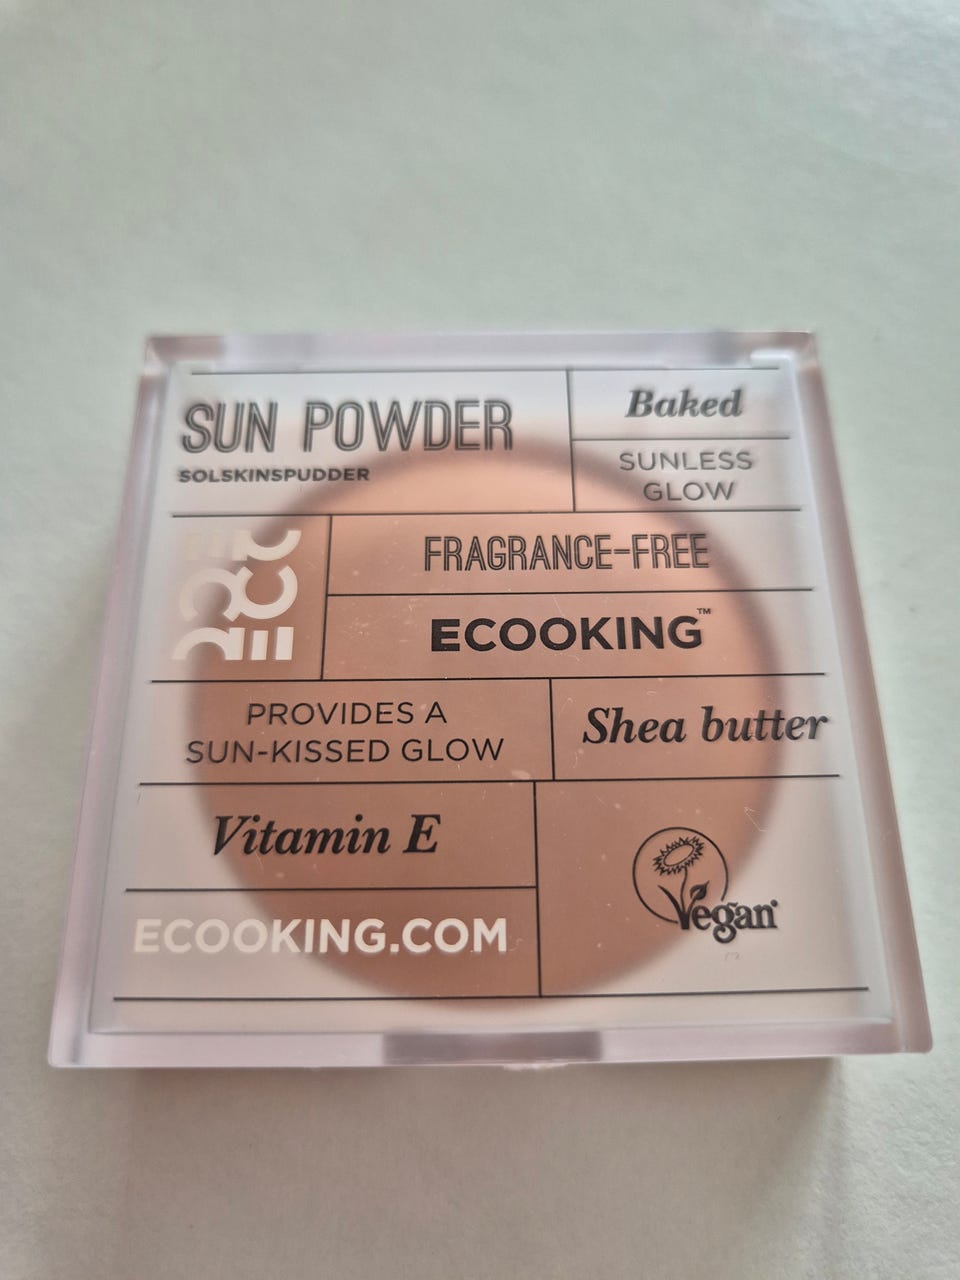 SUN POWDER
SOLSKINSPUDDER
Baked
SUNLESS
GLOW
FRAGRANCE-FREE
ECOOKING™
PROVIDES A
SUN-KISSED GLOW
Shea butter
Vitamin E
Vegan
ECOOKING.COM